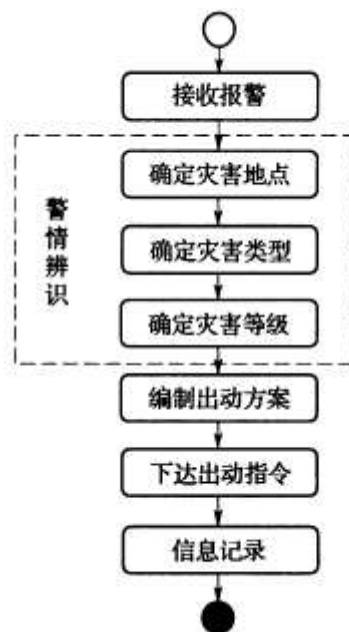 接收报警
确定灾害地点
警情辨识
确定灾害类型
确定灾害等级
编制出动方案
下达出动指令
信息记录